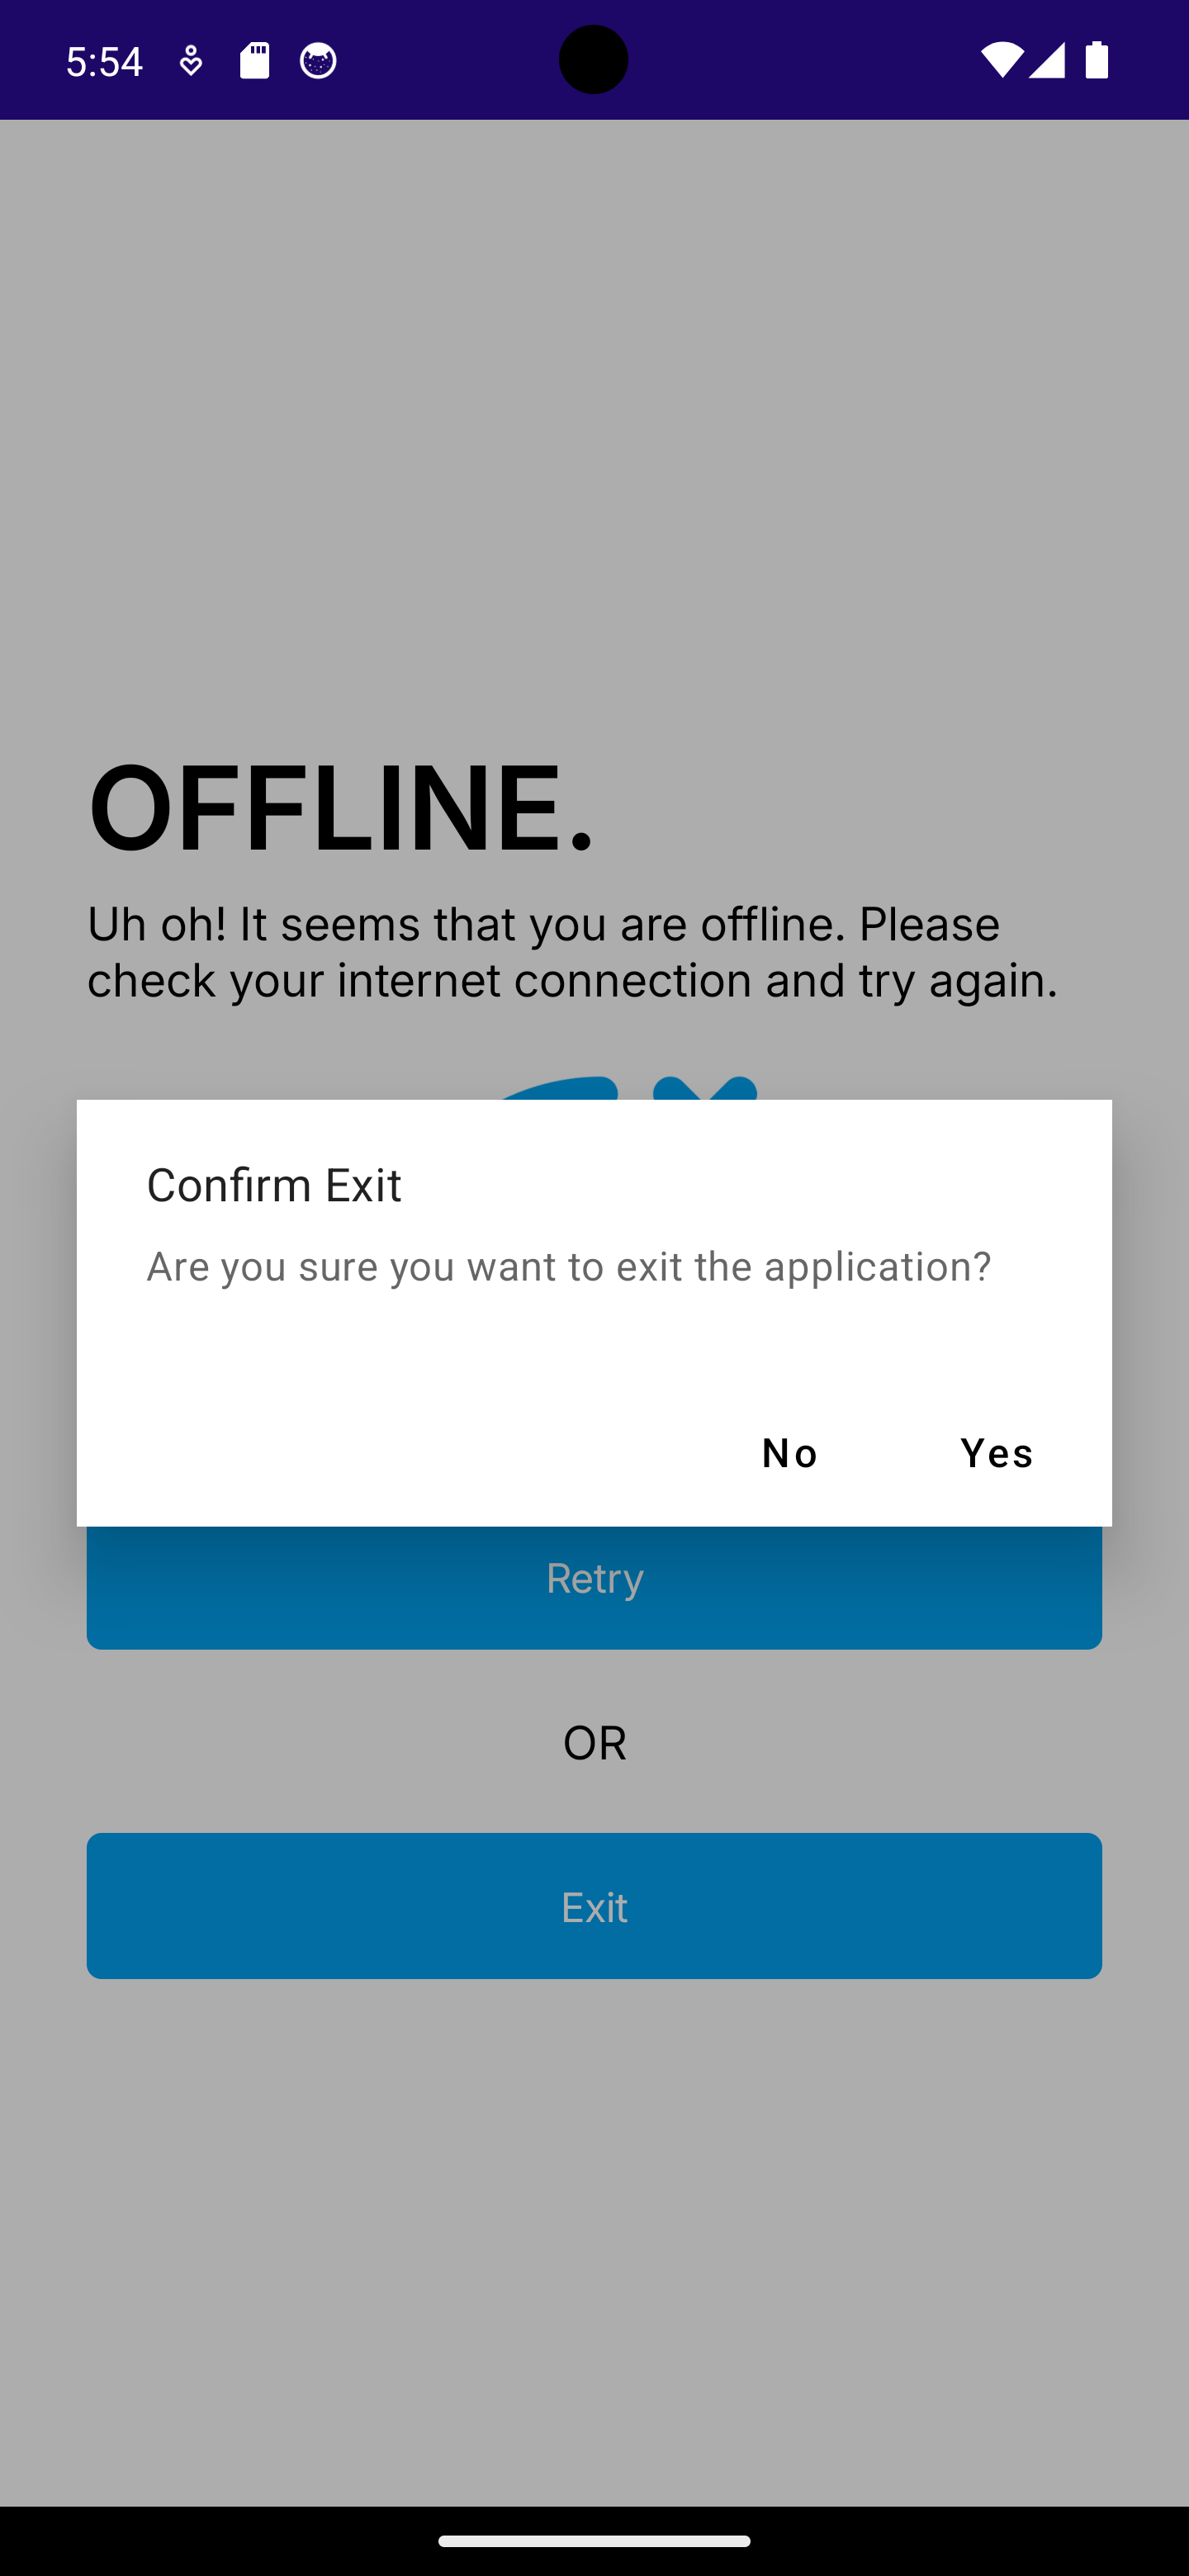 5:54
OFFLINE.
Uh oh! It seems that you are offline. Please
check your internet connection and try again.
Confirm Exit
Are you sure you want to exit the application?
No Yes
Retry
OR
Exit